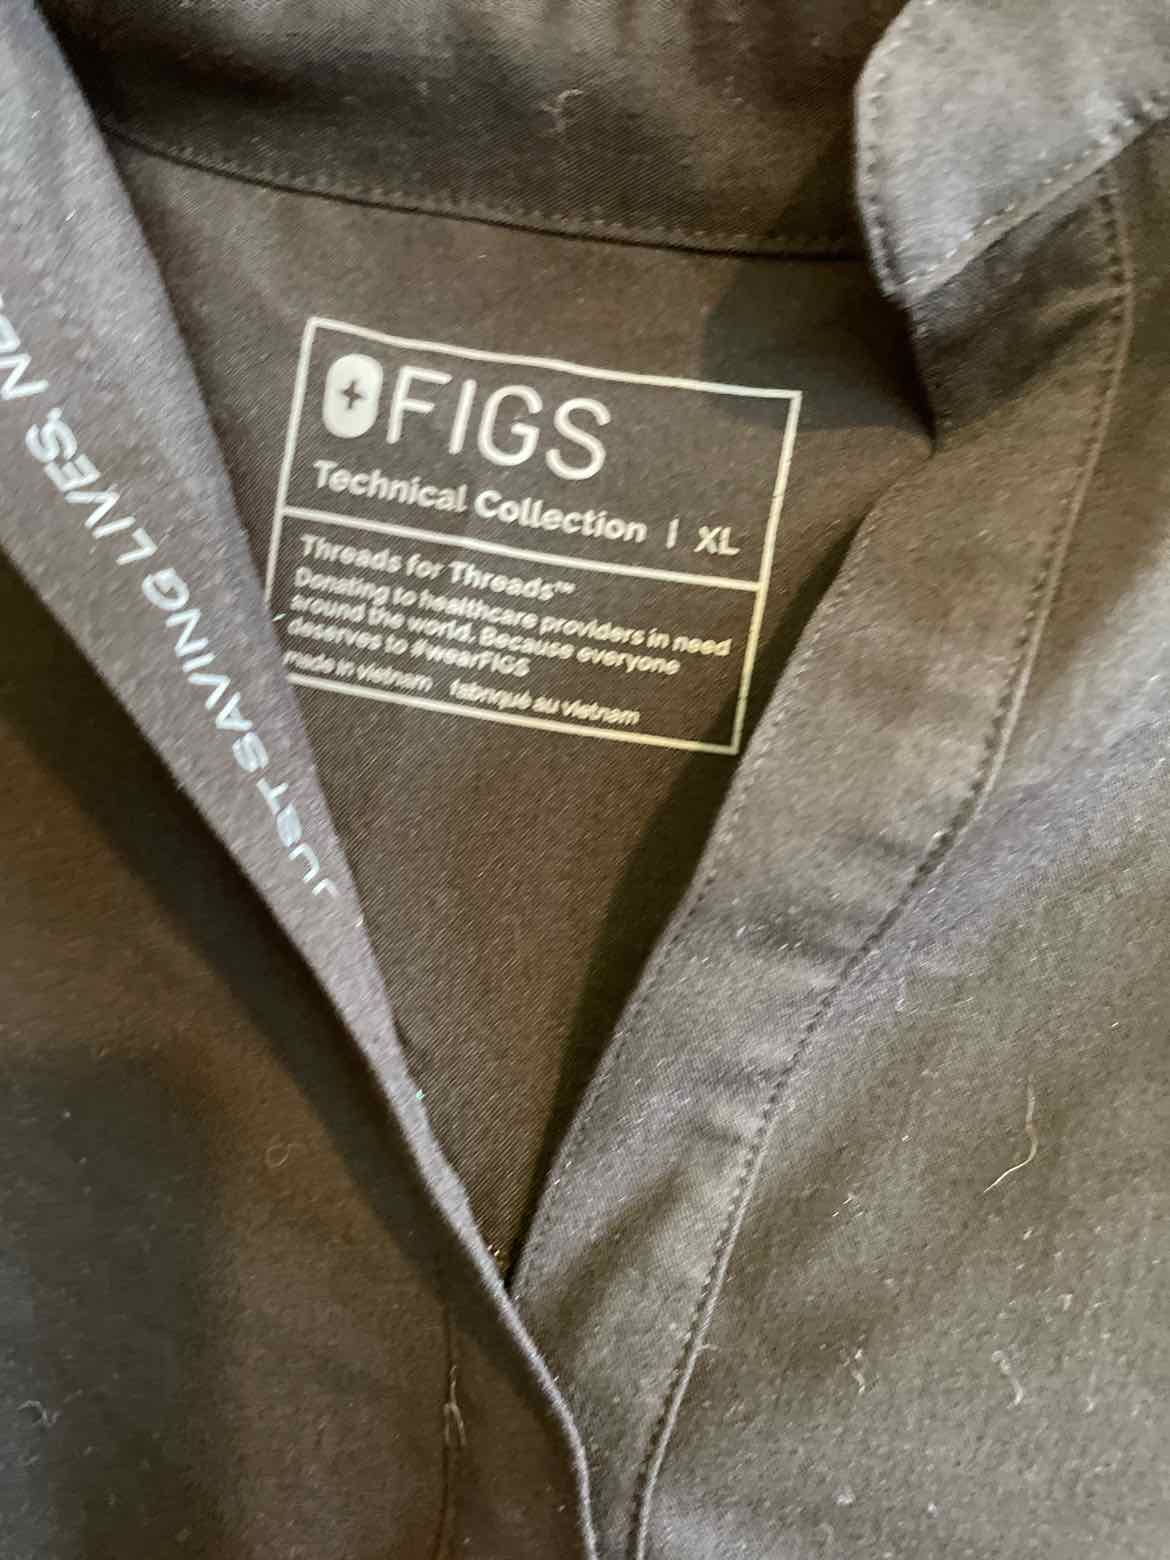 FIGS
Technical Collection | XL
Threads for Threads™
Donating to healthcare providers in need
around the world. Because everyone
deserves to #wearFIGS
made in vietnam fabriqué au vietnam
JUST SAVING LIVES,